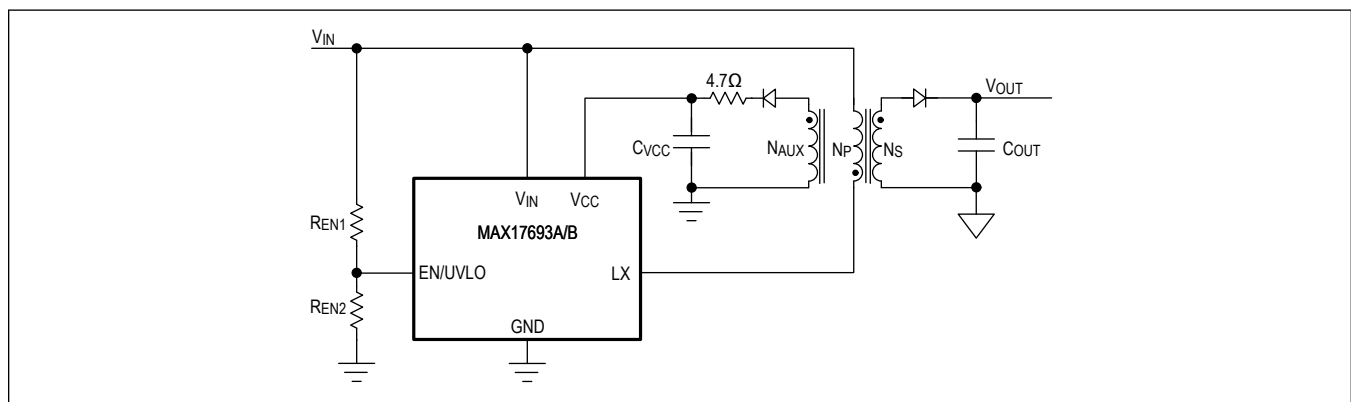 VIN
4.7Ω
VOUT
CVCC
NAUX
NP
NS
COUT
VIN
VCC
REN1
MAX17693A/B
EN/UVLO
LX
REN2
GND